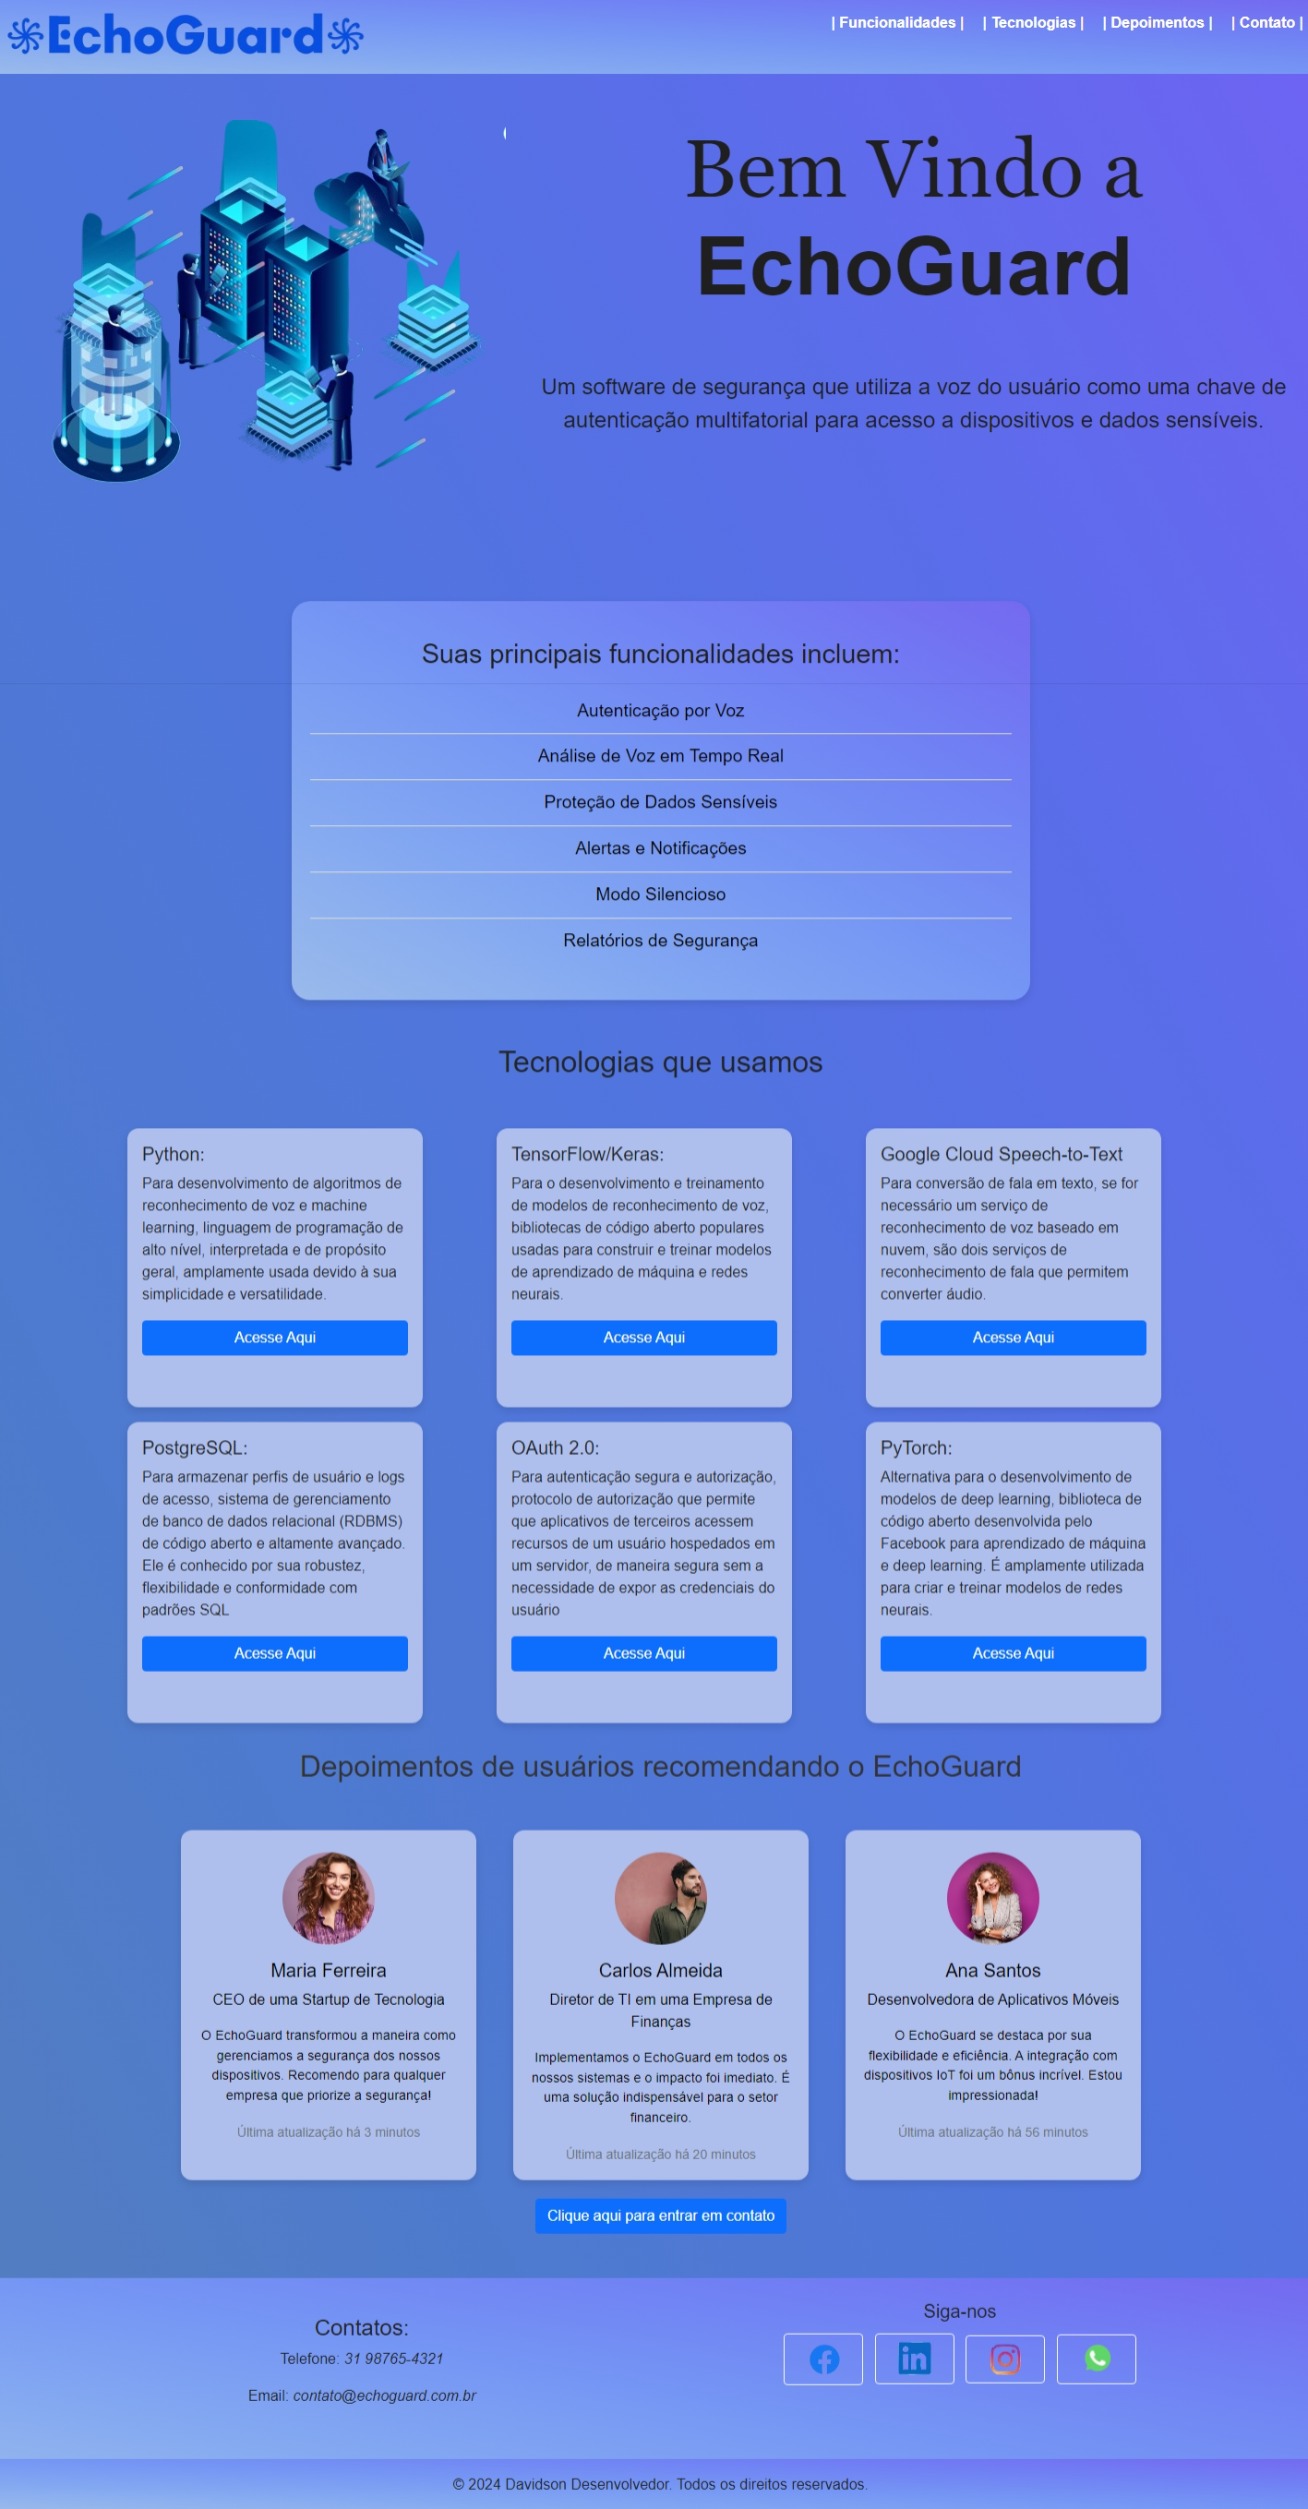 EchoGuard
| Funcionalidades | | Tecnologias | | Depoimentos | | Contato |
Bem Vindo a
EchoGuard
Um software de segurança que utiliza a voz do usuário como uma chave de
autenticação multifatorial para acesso a dispositivos e dados sensíveis.
Suas principais funcionalidades incluem:
Autenticação por Voz
Análise de Voz em Tempo Real
Proteção de Dados Sensíveis
Alertas e Notificações
Modo Silencioso
Relatórios de Segurança
Tecnologias que usamos
Python:
Para desenvolvimento de algoritmos de
reconhecimento de voz e machine
learning, linguagem de programação de
alto nível, interpretada e de propósito
geral, amplamente usada devido à sua
simplicidade e versatilidade.
Acesse Aqui
TensorFlow/Keras:
Para o desenvolvimento e treinamento
de modelos de reconhecimento de voz,
bibliotecas de código aberto populares
usadas para construir e treinar modelos
de aprendizado de máquina e redes
neurais.
Acesse Aqui
Google Cloud Speech-to-Text
Para conversão de fala em texto, se for
necessário um serviço de
reconhecimento de voz baseado em
nuvem, são dois serviços de
reconhecimento de fala que permitem
converter áudio.
Acesse Aqui
PostgreSQL:
Para armazenar perfis de usuário e logs
de acesso, sistema de gerenciamento
de banco de dados relacional (RDBMS)
de código aberto e altamente avançado.
Ele é conhecido por sua robustez,
flexibilidade e conformidade com
padrões SQL
Acesse Aqui
OAuth 2.0:
Para autenticação segura e autorização,
protocolo de autorização que permite
que aplicativos de terceiros acessem
recursos de um usuário hospedados em
um servidor, de maneira segura sem a
necessidade de expor as credenciais do
usuário
Acesse Aqui
PyTorch:
Alternativa para o desenvolvimento de
modelos de deep learning, biblioteca de
código aberto desenvolvida pelo
Facebook para aprendizado de máquina
e deep learning. É amplamente utilizada
para criar e treinar modelos de redes
neurais.
Acesse Aqui
Depoimentos de usuários recomendando o EchoGuard
Maria Ferreira
CEO de uma Startup de Tecnologia
O EchoGuard transformou a maneira como
gerenciamos a segurança dos nossos
dispositivos. Recomendo para qualquer
empresa que priorize a segurança!
Última atualização há 3 minutos
Carlos Almeida
Diretor de TI em uma Empresa de
Finanças
Implementamos o EchoGuard em todos os
nossos sistemas e o impacto foi imediato. É
uma solução indispensável para o setor
financeiro.
Última atualização há 20 minutos
Ana Santos
Desenvolvedora de Aplicativos Móveis
O EchoGuard se destaca por sua
flexibilidade e eficiência. A integração com
dispositivos IoT foi um bônus incrível. Estou
impressionada!
Última atualização há 56 minutos
Clique aqui para entrar em contato
Contatos:
Telefone: 31 98765-4321
Email: contato@echoguard.com.br
Siga-nos
in
© 2024 Davidson Desenvolvedor. Todos os direitos reservados.